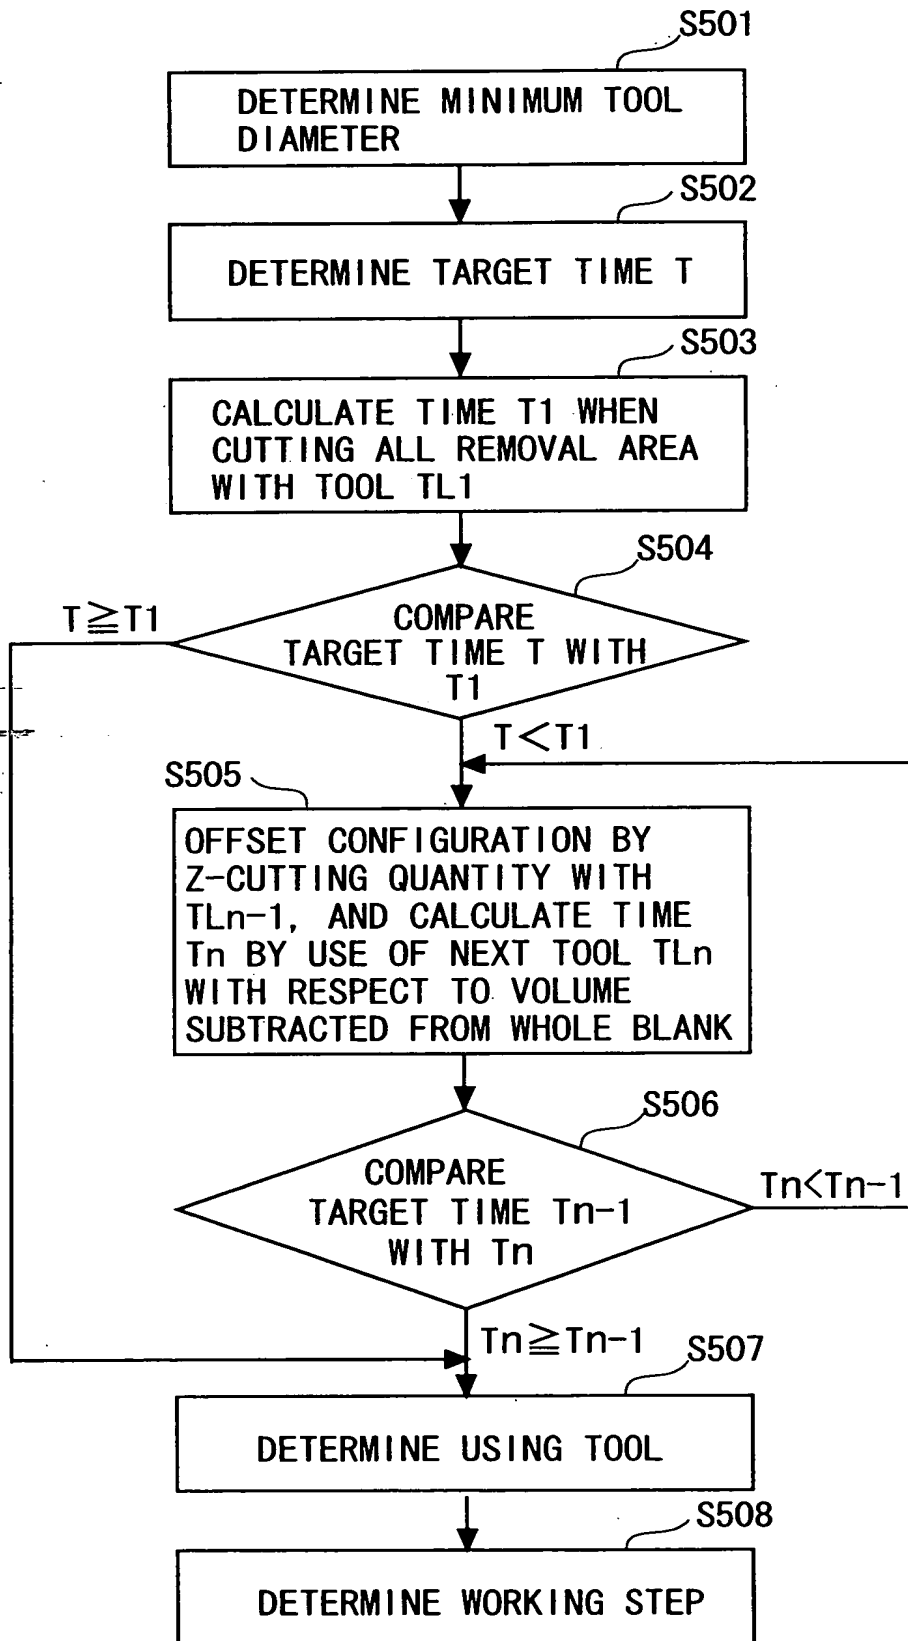 S501
DETERMINE MINIMUM TOOL
DIAMETER
S502
DETERMINE TARGET TIME T
S503
CALCULATE TIME T1 WHEN
CUTTING ALL REMOVAL AREA
WITH TOOL TL1
S504
T≧T1
COMPARE
TARGET TIME T WITH
T1
T<T1
S505
OFFSET CONFIGURATION BY
Z-CUTTING QUANTITY WITH
TLn-1, AND CALCULATE TIME
Tn BY USE OF NEXT TOOL TLn
WITH RESPECT TO VOLUME
SUBTRACTED FROM WHOLE BLANK
S506
COMPARE
TARGET TIME Tn-1
WITH Tn
Tn<Tn-1
Tn≧Tn-1
S507
DETERMINE USING TOOL
S508
DETERMINE WORKING STEP